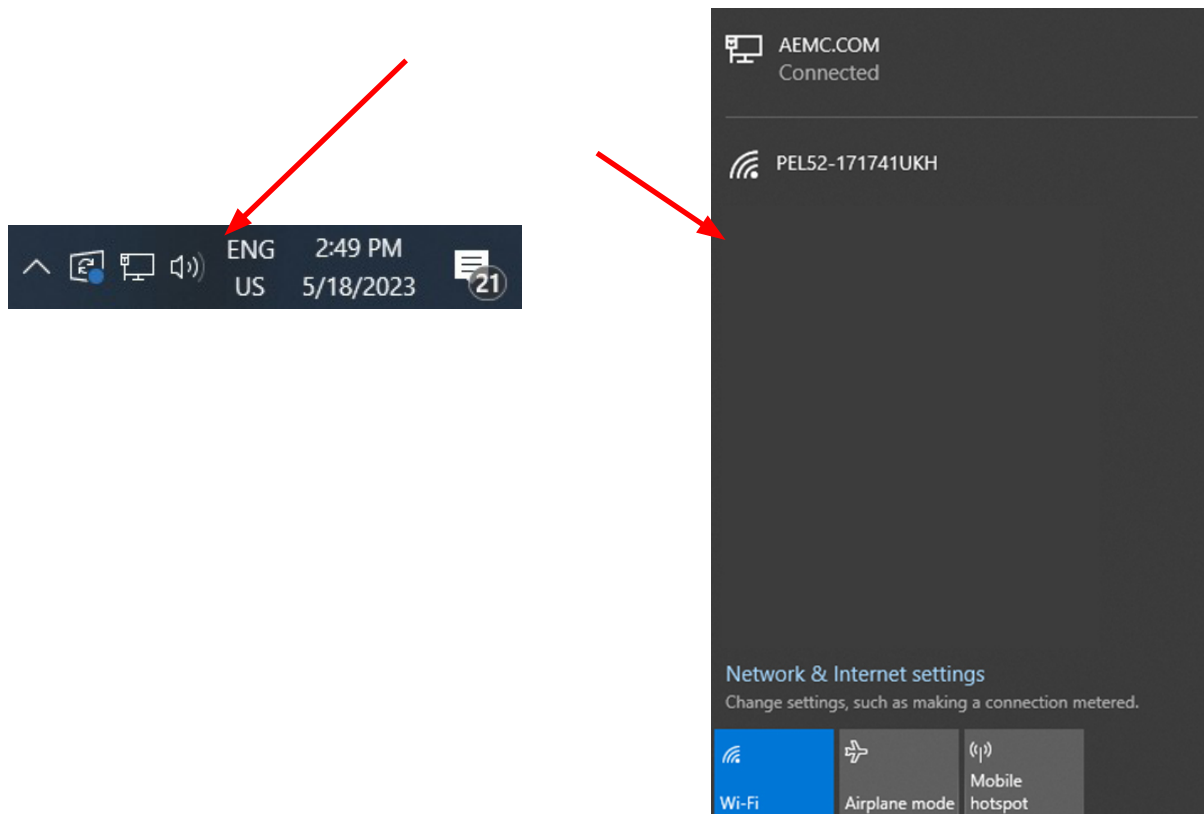 ENG
US
2:49 PM
5/18/2023
21
AEMC.COM
Connected
PEL52-171741UKH
Network & Internet settings
Change settings, such as making a connection metered.
Wi-Fi
Airplane mode
Mobile
hotspot